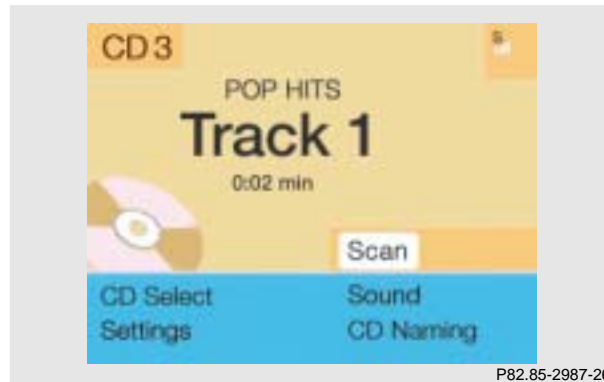 CD 3
POP HITS
Track 1
0:02 min
Scan
CD Select Sound
Settings CD Naming
P82.85-2987-26